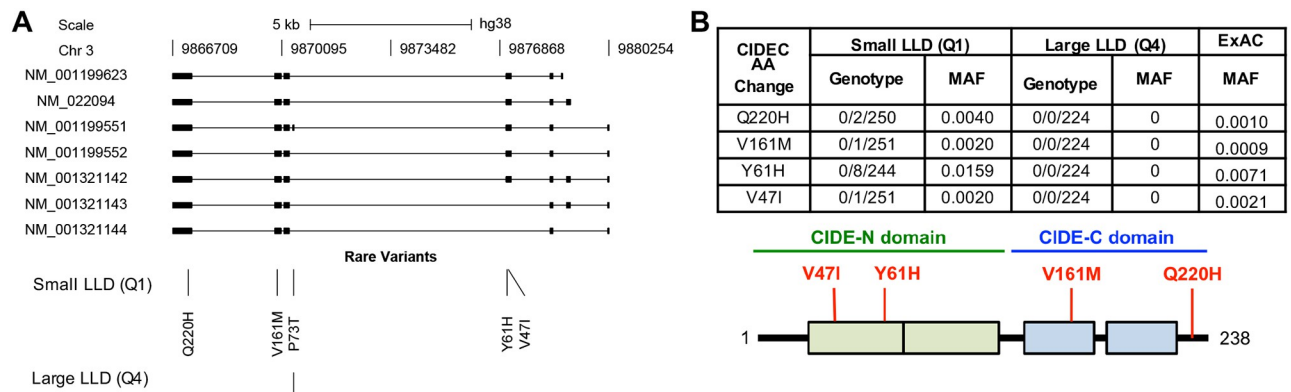 A
Scale 5 kb hg38
Chr 3 9866709 9870095 9873482 9876868 9880254
NM_001199623
NM_022094
NM_001199551
NM_001199552
NM_001321142
NM_001321143
NM_001321144
Rare Variants
Small LLD (Q1)
Q220H V161M P73T Y61H V47I
Large LLD (Q4)
B
CIDEC AA Change Small LLD (Q1) Large LLD (Q4) ExAC
Genotype MAF Genotype MAF MAF
Q220H 0/2/250 0.0040 0/0/224 0 0.0010
V161M 0/1/251 0.0020 0/0/224 0 0.0009
Y61H 0/8/244 0.0159 0/0/224 0 0.0071
V47I 0/1/251 0.0020 0/0/224 0 0.0021
CIDE-N domain CIDE-C domain
V47I Y61H V161M Q220H
1 238